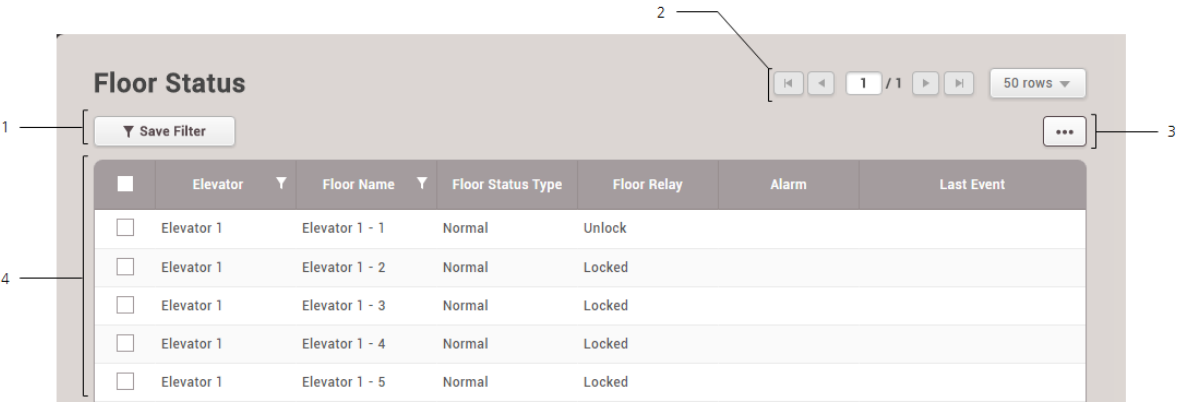 2
Floor Status
1 / 1
50 rows
1
Save Filter
•••
3
Elevator Floor Name Floor Status Type Floor Relay Alarm Last Event
Elevator 1 Elevator 1 - 1 Normal Unlock
Elevator 1 Elevator 1 - 2 Normal Locked
4
Elevator 1 Elevator 1 - 3 Normal Locked
Elevator 1 Elevator 1 - 4 Normal Locked
Elevator 1 Elevator 1 - 5 Normal Locked